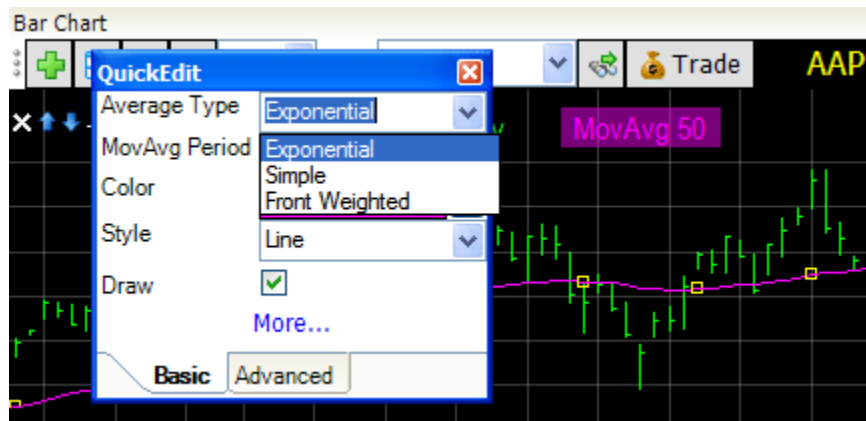 Bar Chart
Trade
AAP
QuickEdit
Average Type
Exponential
MovAvg 50
MovAvg Period
Exponential
Simple
Front Weighted
Color
Style
Line
Draw
More...
Basic
Advanced